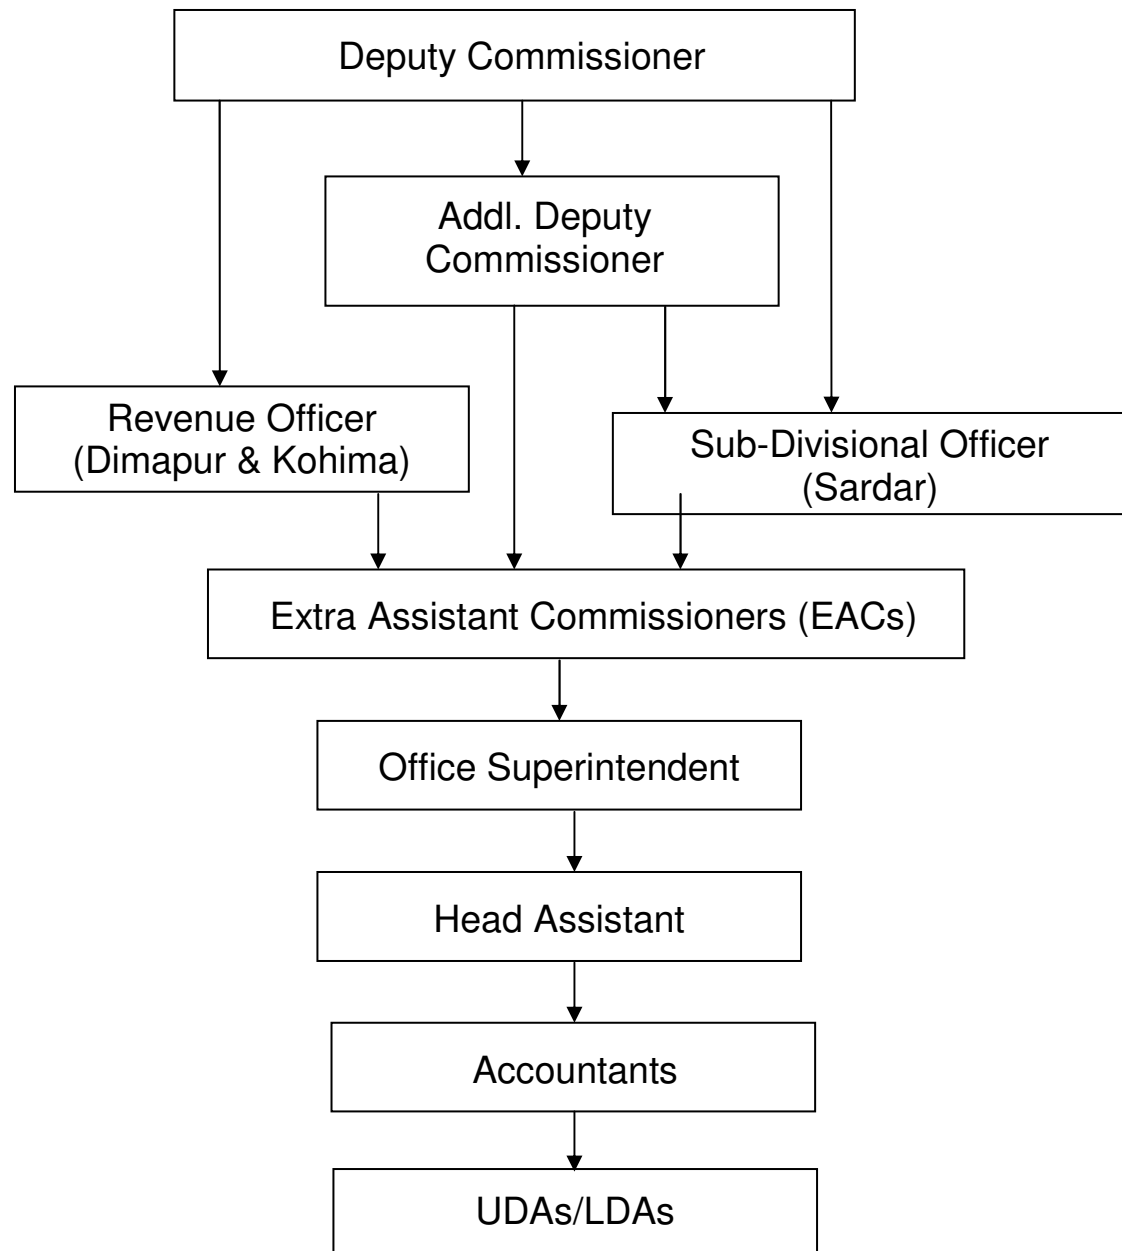 Deputy Commissioner
Addl. Deputy
Commissioner
Revenue Officer
(Dimapur & Kohima)
Sub-Divisional Officer
(Sardar)
Extra Assistant Commissioners (EACs)
Office Superintendent
Head Assistant
Accountants
UDAs/LDAs